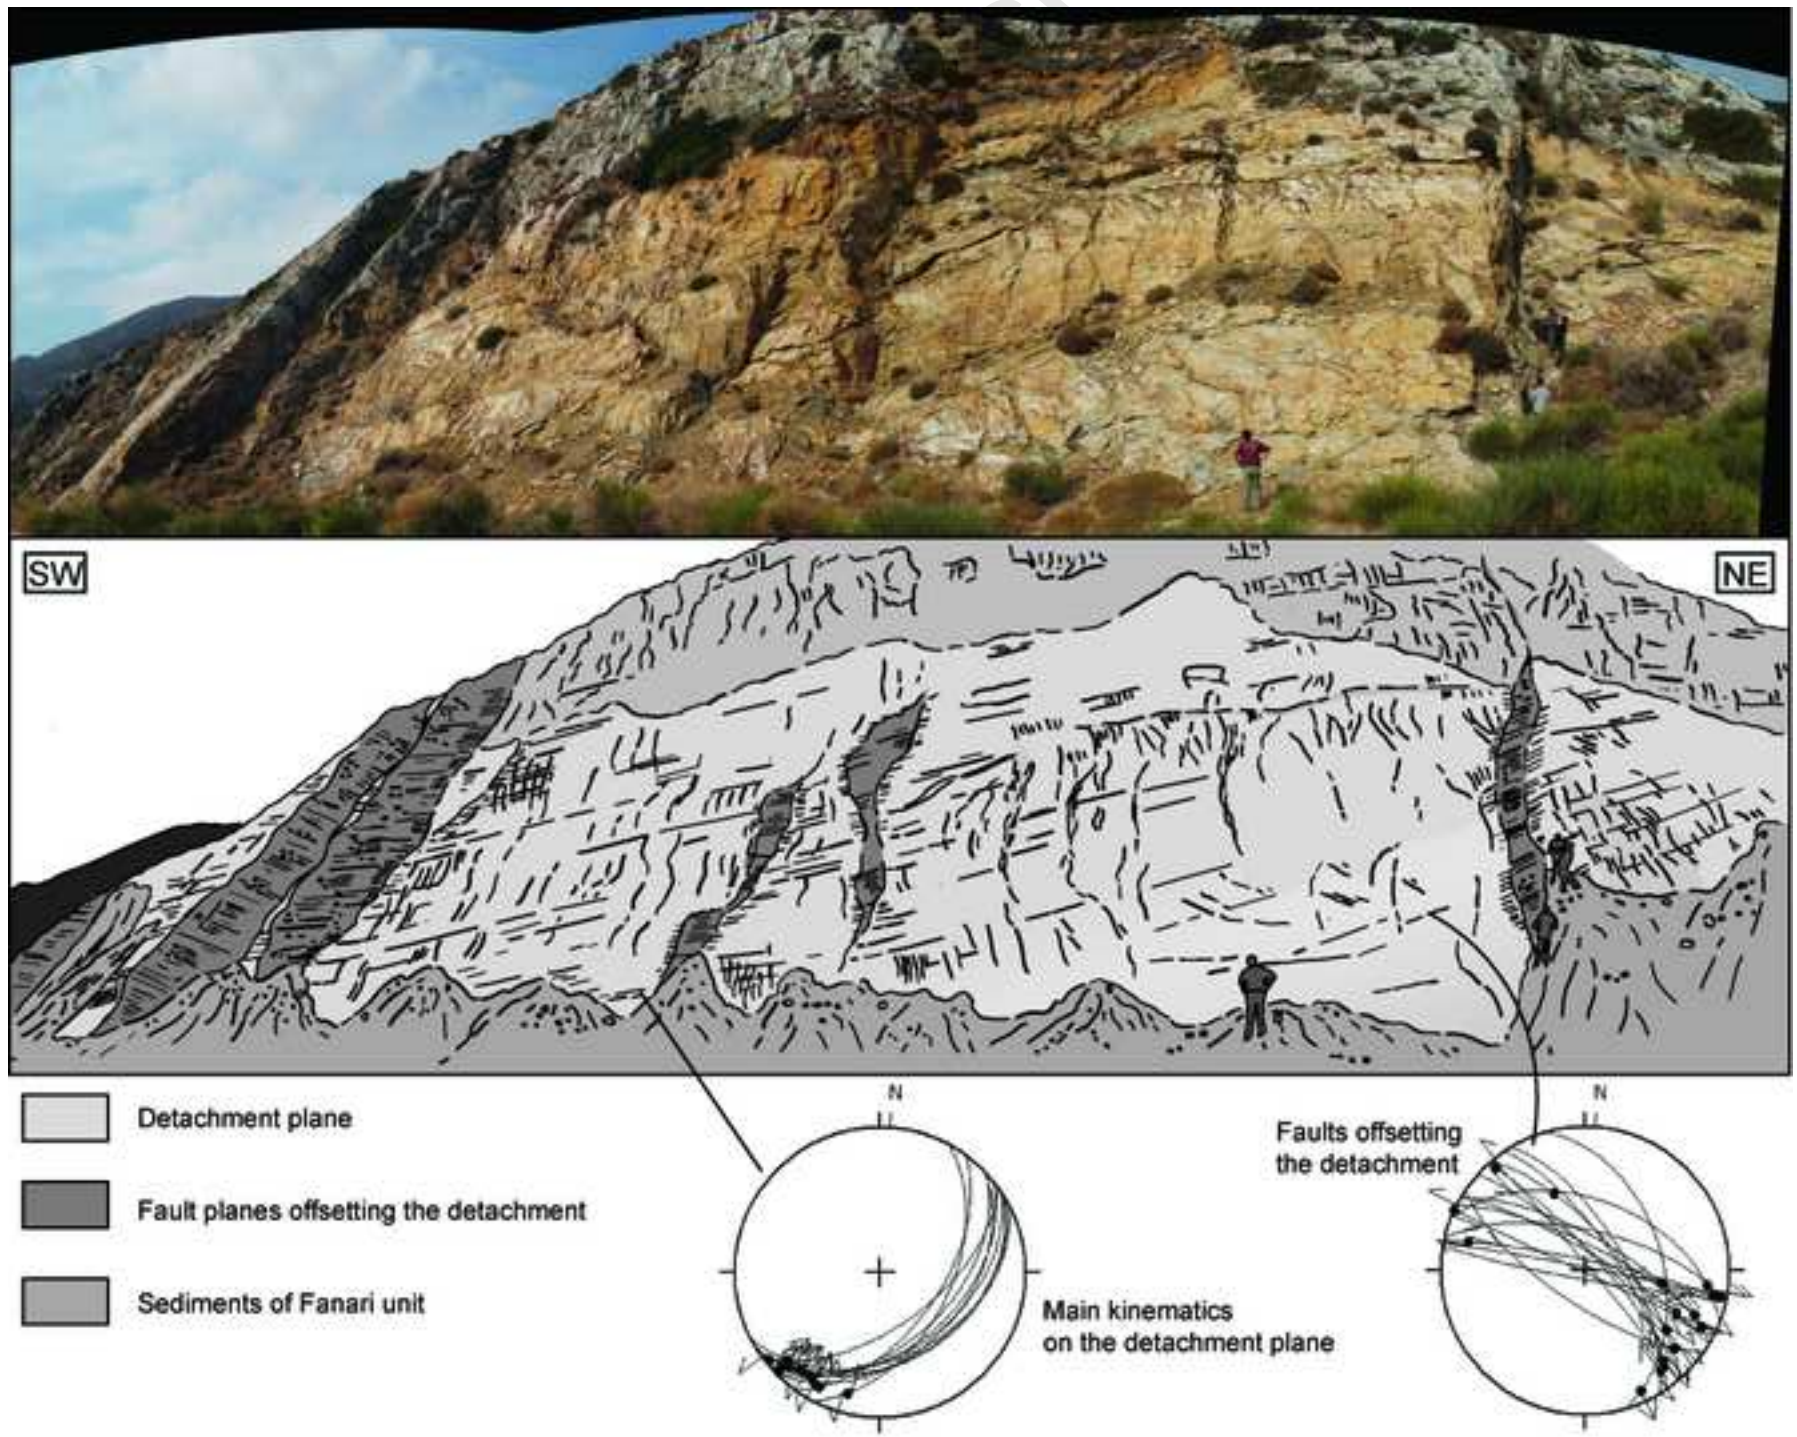 SW
NE
Detachment plane
Fault planes offsetting the detachment
Sediments of Fanari unit
N
Main kinematics
on the detachment plane
N
Faults offsetting
the detachment